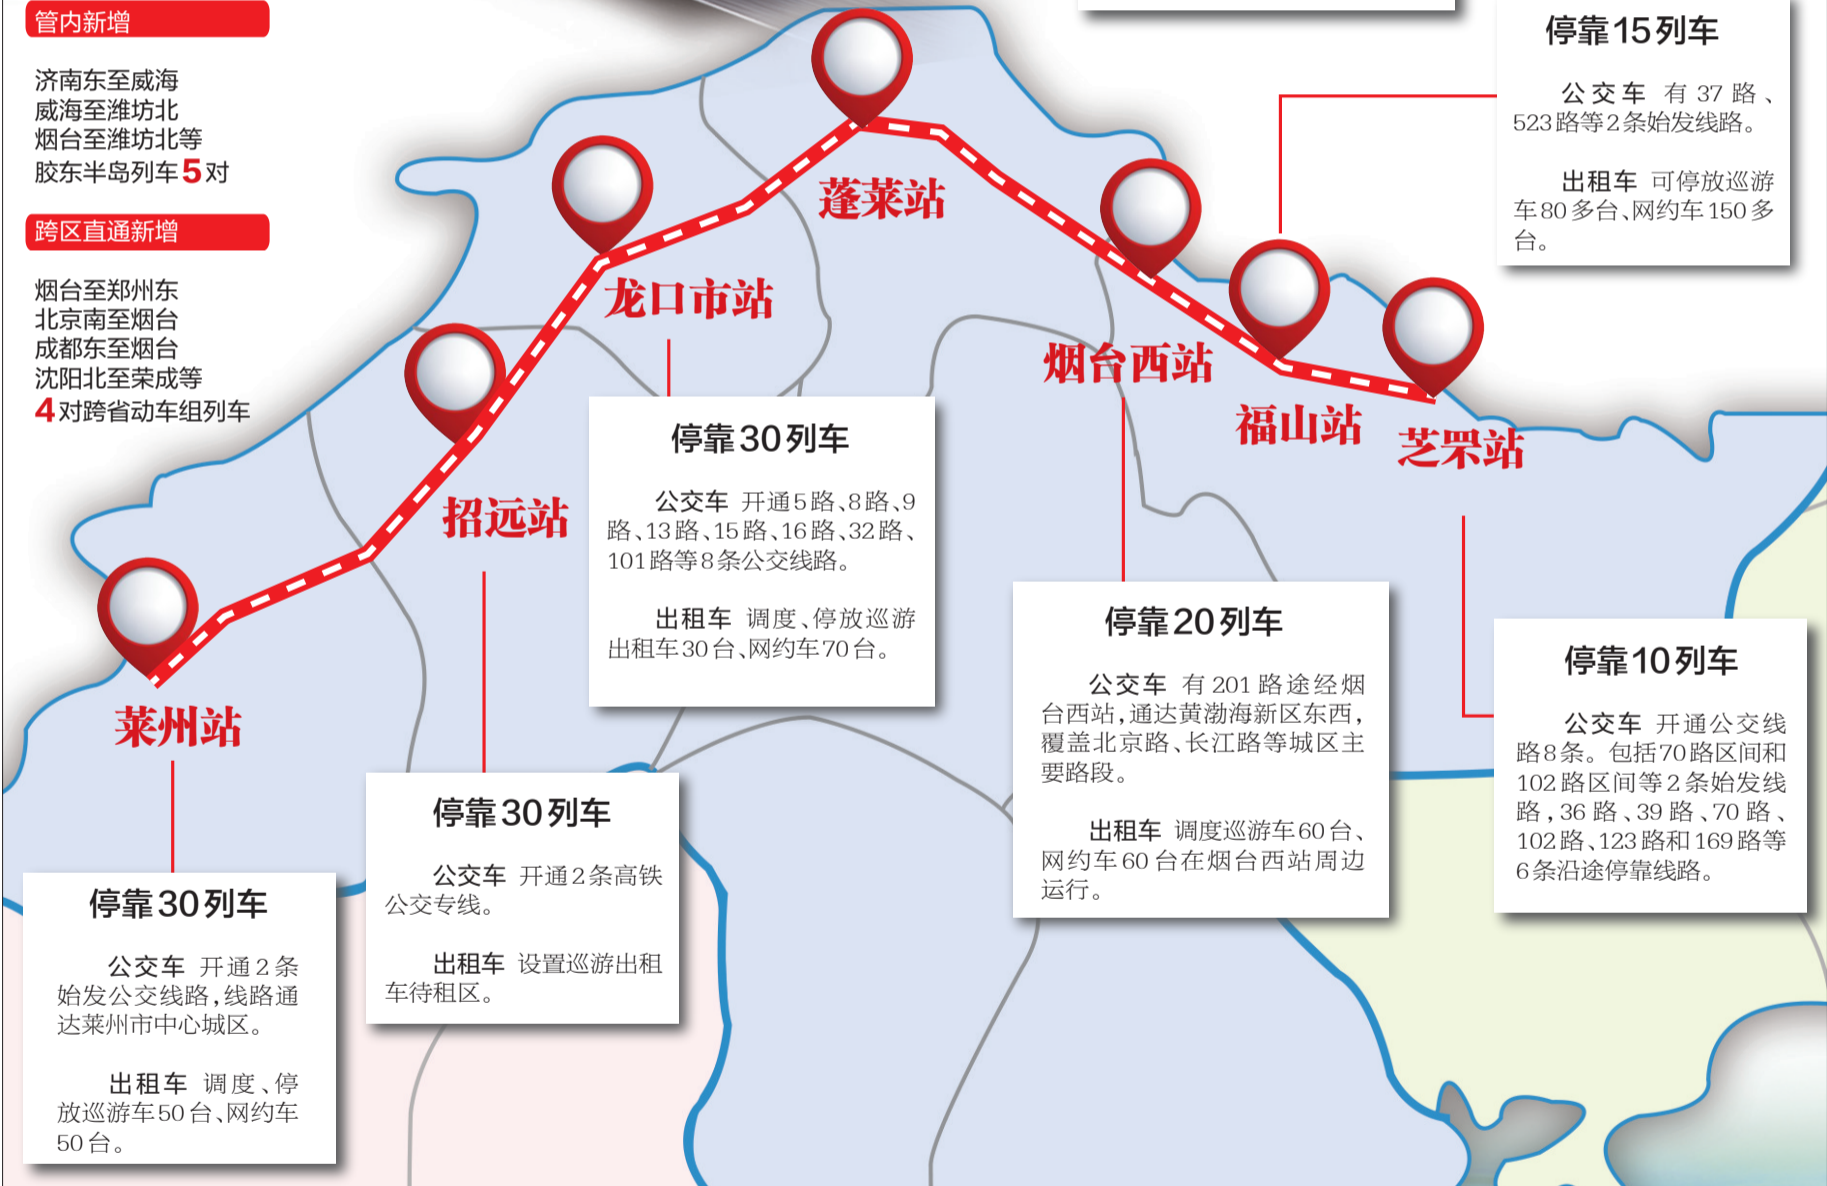 管内新增
济南东至威海
威海至潍坊北
烟台至潍坊北等
胶东半岛列车5对
跨区直通新增
烟台至郑州东
北京南至烟台
成都东至烟台
沈阳北至荣成等
4对跨省动车组列车
莱州站
停靠30列车
公交车 开通2条
始发公交线路,线路通
达莱州市中心城区。
出租车 调度、停
放巡游车50台、网约车
50台。
招远站
停靠30列车
公交车 开通2条高铁
公交专线。
出租车 设置巡游出租
车待租区。
龙口市站
停靠30列车
公交车 开通5路、8路、9
路、13路、15路、16路、32路、
101路等8条公交线路。
出租车 调度、停放巡游
出租车30台、网约车70台。
蓬莱站
烟台西站
停靠20列车
公交车 有201路途经烟
台西站,通达黄渤海新区东西,
覆盖北京路、长江路等城区主
要路段。
出租车 调度巡游车60台、
网约车60台在烟台西站周边
运行。
福山站
停靠15列车
公交车 有37路、
523路等2条始发线路。
出租车 可停放巡游
车80多台、网约车150多
台。
芝罘站
停靠10列车
公交车 开通公交线
路8条。包括70路区间和
102路区间等2条始发线
路,36路、39路、70路、
102路、123路和169路等
6条沿途停靠线路。